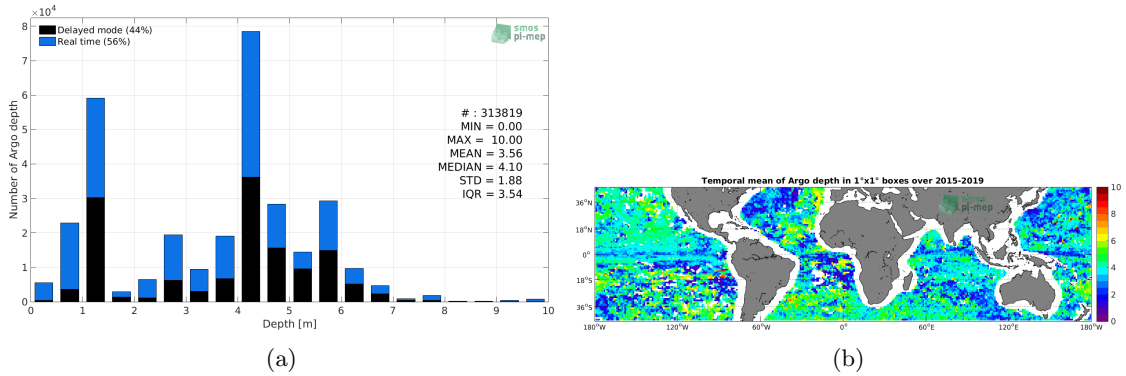 ×10⁴
Delayed mode (44%)
Real time (56%)
smos
pi-mep
# : 313819
MIN = 0.00
MAX = 10.00
MEAN = 3.56
MEDIAN = 4.10
STD = 1.88
IQR = 3.54
Number of Argo depth
8
7
6
5
4
3
2
1
0
0 1 2 3 4 5 6 7 8 9 10
Depth [m]
(a)
Temporal mean of Argo depth in 1°x1° boxes over 2015-2019
smos
pi-mep
36°N
18°N
0°
18°S
36°S
180°W 120°W 60°W 0° 60°E 120°E 180°W
10
8
6
4
2
0
(b)